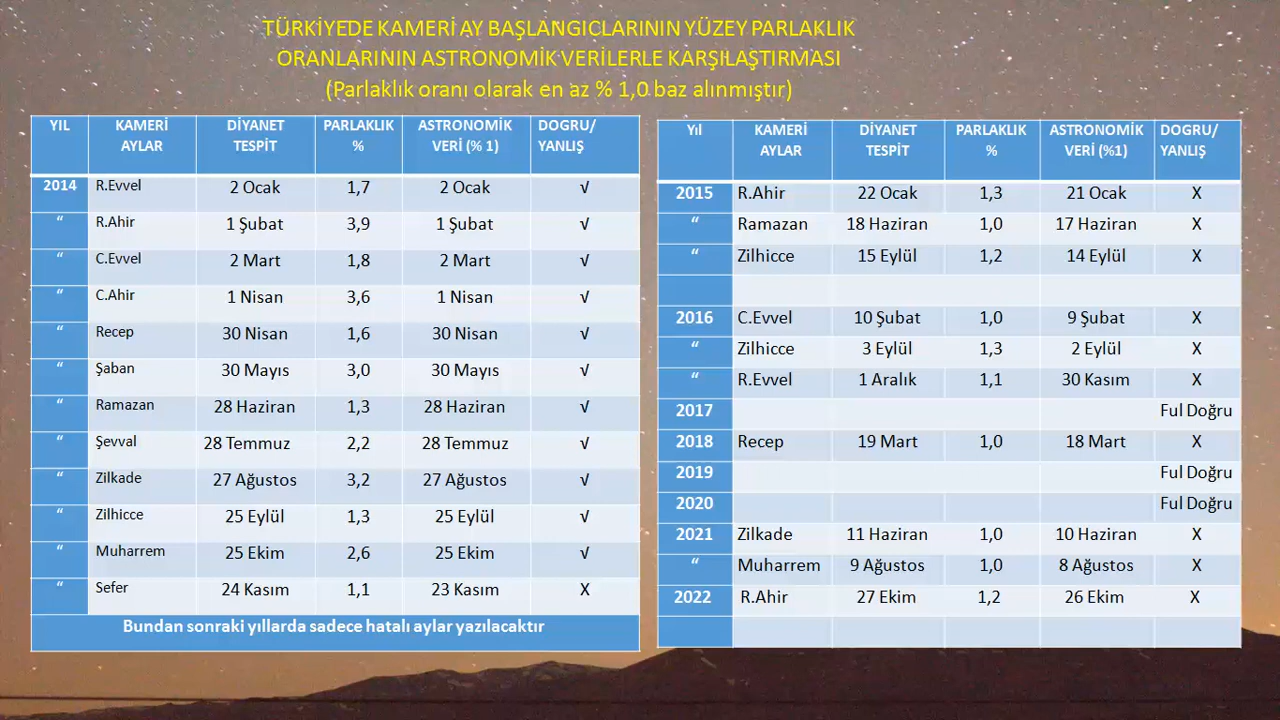 TÜRKİYEDE KAMERİ AY BAŞLANGICLARININ YÜZEY PARLAKLIK
ORANLARININ ASTRONOMİK VERİLERLE KARŞILAŞTIRMASI
(Parlaklık oranı olarak en az % 1,0 baz alınmıştır)
YIL KAMERİ AYLAR DİYANET TESPİT PARLAKLIK % ASTRONOMİK VERİ (% 1) DOGRU/ YANLIŞ
2014 R.Evvel 2 Ocak 1,7 2 Ocak √
“ R.Ahir 1 Şubat 3,9 1 Şubat √
“ C.Evvel 2 Mart 1,8 2 Mart √
“ C.Ahir 1 Nisan 3,6 1 Nisan √
“ Recep 30 Nisan 1,6 30 Nisan √
“ Şaban 30 Mayıs 3,0 30 Mayıs √
“ Ramazan 28 Haziran 1,3 28 Haziran √
“ Şevval 28 Temmuz 2,2 28 Temmuz √
“ Zilkade 27 Ağustos 3,2 27 Ağustos √
“ Zilhicce 25 Eylül 1,3 25 Eylül √
“ Muharrem 25 Ekim 2,6 25 Ekim √
“ Sefer 24 Kasım 1,1 23 Kasım X
Bundan sonraki yıllarda sadece hatalı aylar yazılacaktır
Yıl KAMERİ AYLAR DİYANET TESPİT PARLAKLIK % ASTRONOMİK VERİ (%1) DOGRU/ YANLIŞ
2015 R.Ahir 22 Ocak 1,3 21 Ocak X
“ Ramazan 18 Haziran 1,0 17 Haziran X
“ Zilhicce 15 Eylül 1,2 14 Eylül X
2016 C.Evvel 10 Şubat 1,0 9 Şubat X
“ Zilhicce 3 Eylül 1,3 2 Eylül X
“ R.Evvel 1 Aralık 1,1 30 Kasım X
2017 Ful Doğru
2018 Recep 19 Mart 1,0 18 Mart X
2019 Ful Doğru
2020 Ful Doğru
2021 Zilkade 11 Haziran 1,0 10 Haziran X
“ Muharrem 9 Ağustos 1,0 8 Ağustos X
2022 R.Ahir 27 Ekim 1,2 26 Ekim X